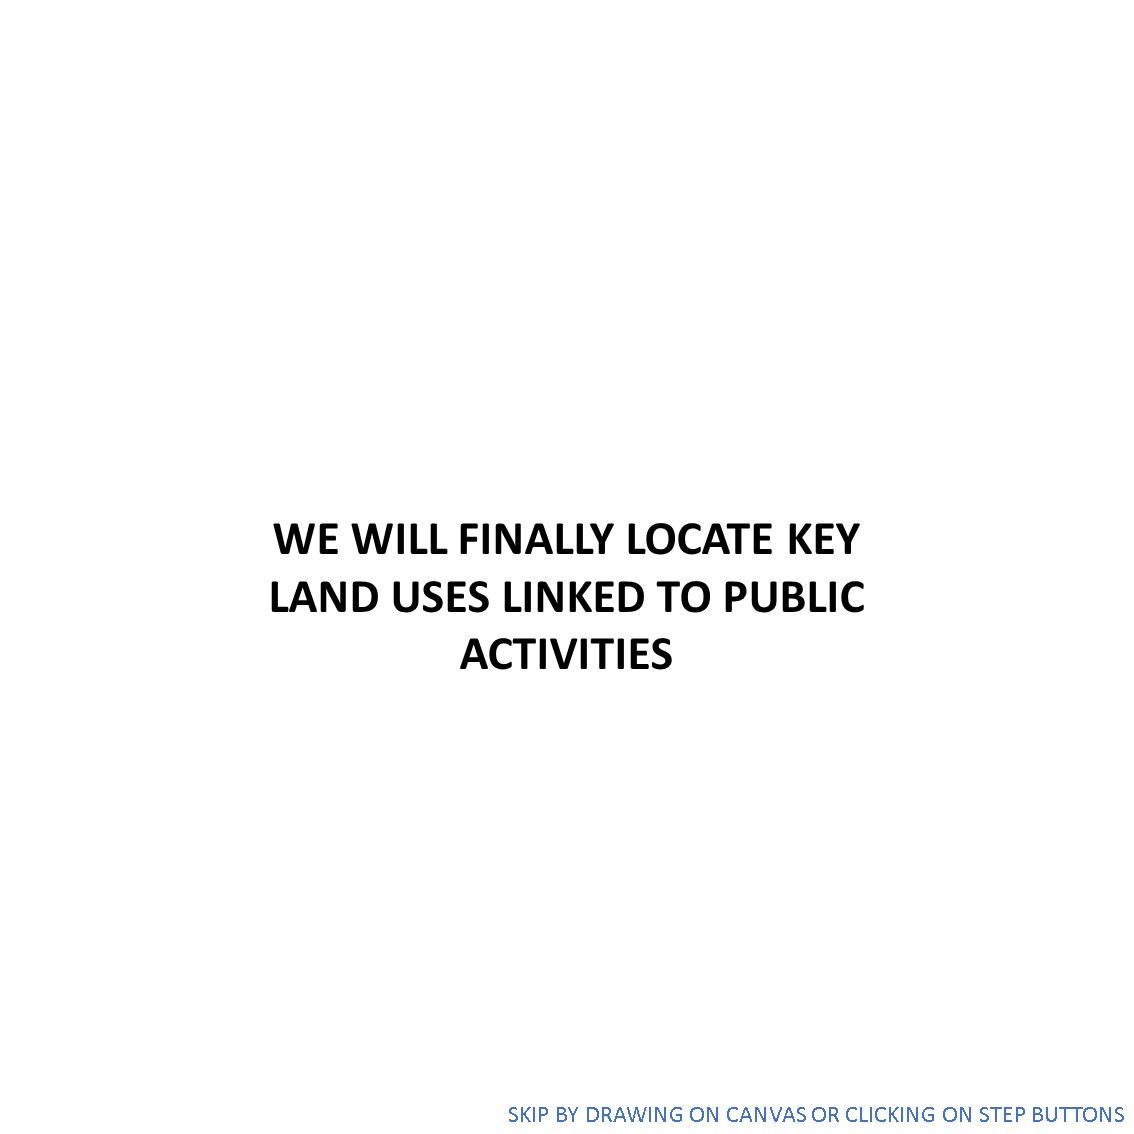 WE WILL FINALLY LOCATE KEY
LAND USES LINKED TO PUBLIC
ACTIVITIES
SKIP BY DRAWING ON CANVAS OR CLICKING ON STEP BUTTONS